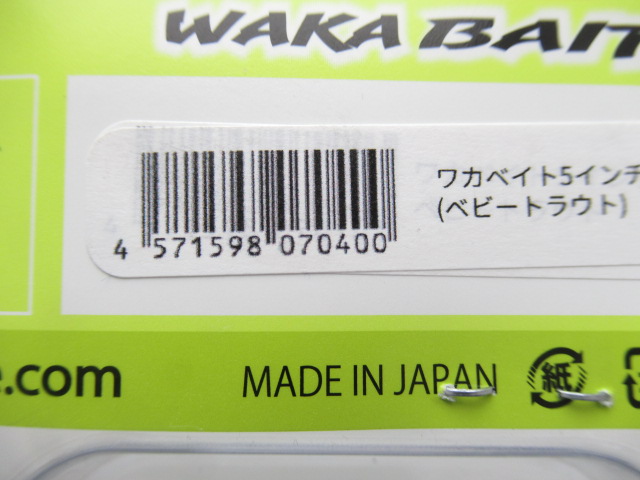 WAKA BAIT
ワカベイト5インチ
(ベビートラウト)
4 571598 070400
e.com
MADE IN JAPAN
紙